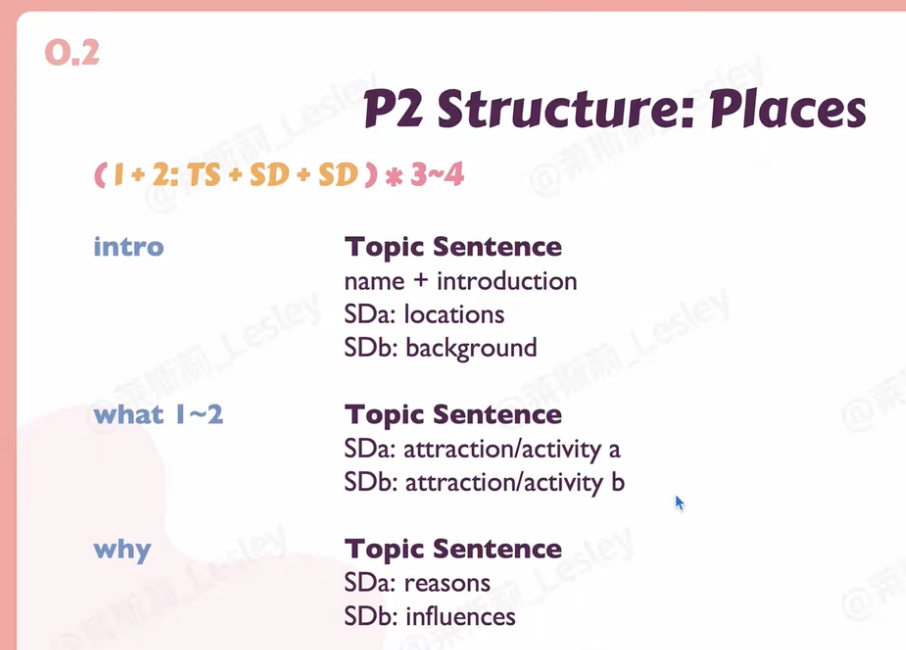 0.2
P2 Structure: Places
( 1 + 2: TS + SD + SD ) * 3~4
intro
Topic Sentence
name + introduction
SDa: locations
SDb: background
what 1~2
Topic Sentence
SDa: attraction/activity a
SDb: attraction/activity b
why
Topic Sentence
SDa: reasons
SDb: influences
@莱斯莉_Lesley